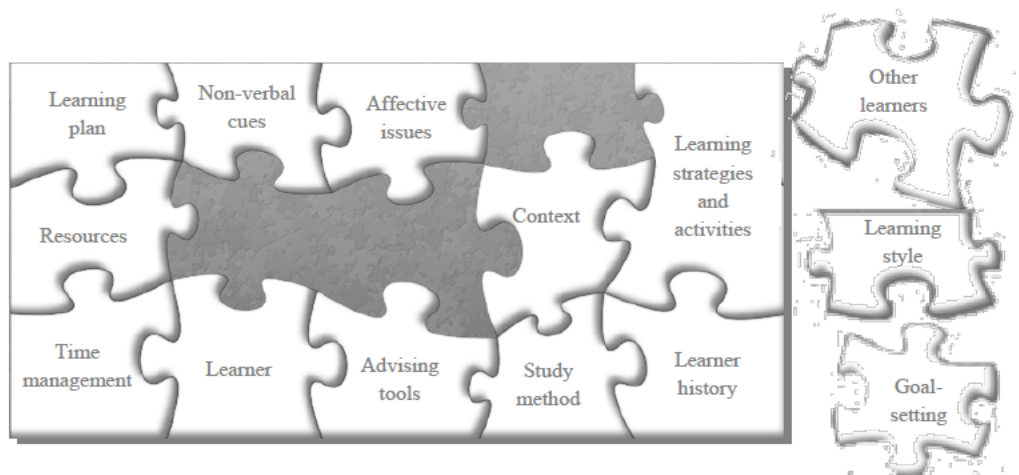 Learning
plan
Non-verbal
cues
Affective
issues
Learning
strategies
and
activities
Resources
Context
Time
management
Learner
Advising
tools
Study
method
Learner
history
Other
learners
Learning
style
Goal-
setting